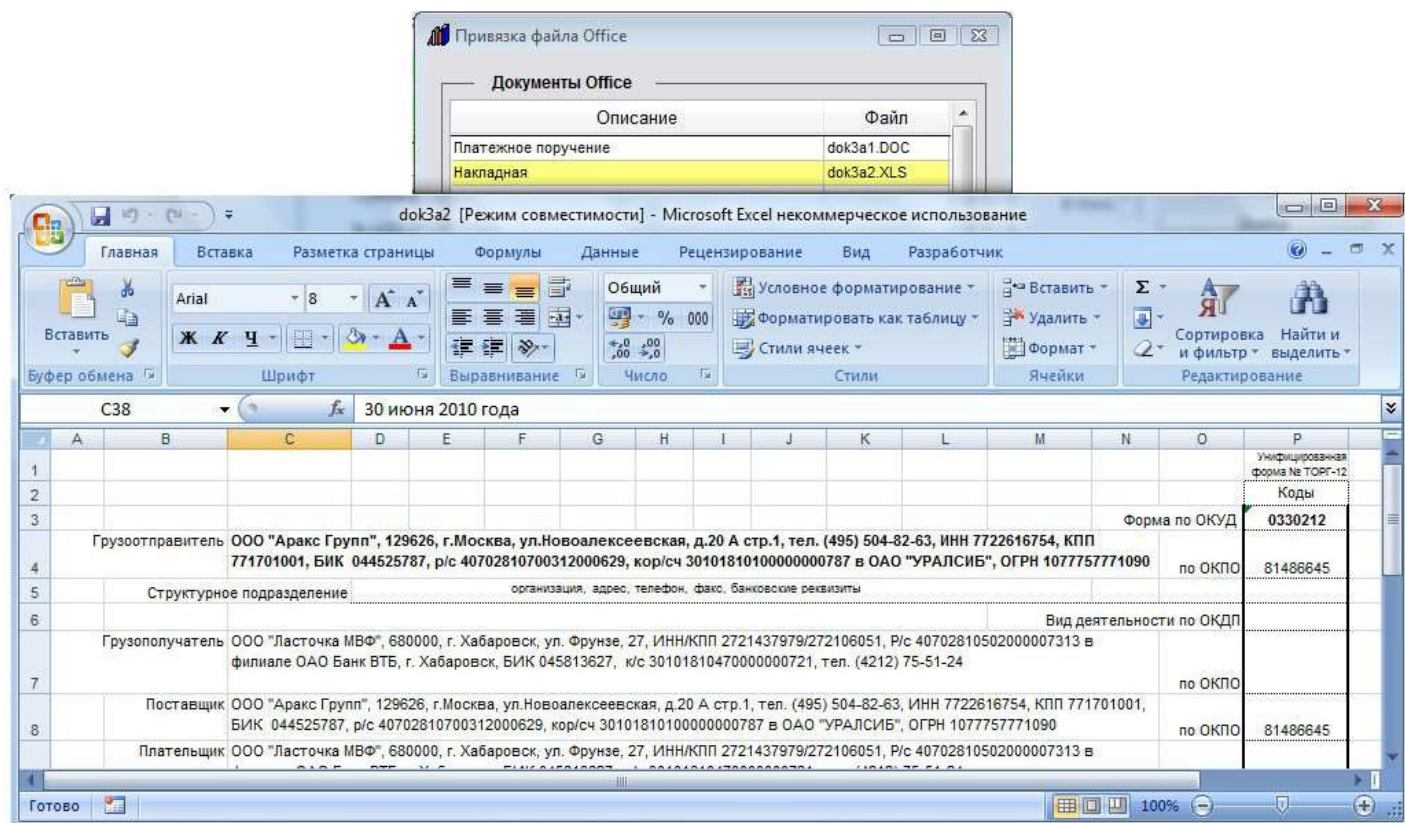 Привязка файла Office
Документы Office
Описание Файл
Платежное поручение dok3a1.DOC
Накладная dok3a2.XLS
dok3a2 [Режим совместимости] - Microsoft Excel некоммерческое использование
Главная Вставка Разметка страницы Формулы Данные Рецензирование Вид Разработчик
Вставить
Arial 8
Ж К Ч
Общий
% 000
Условное форматирование
Форматировать как таблицу
Стили ячеек
Вставить
Удалить
Формат
Σ
Сортировка и фильтр
Найти и выделить
Буфер обмена Шрифт Выравнивание Число Стили Ячейки Редактирование
C38 fx 30 июня 2010 года
A B C D E F G H I J K L M N O P
1 Унифицированная
форма № ТОРГ-12
2 Коды
3 Форма по ОКУД 0330212
Грузоотправитель ООО "Аракс Групп", 129626, г.Москва, ул.Новоалексеевская, д.20 А стр.1, тел. (495) 504-82-63, ИНН 7722616754, КПП
4 771701001, БИК 044525787, р/с 40702810700312000629, кор/сч 30101810100000000787 в ОАО "УРАЛСИБ", ОГРН 1077757771090 по ОКПО 81486645
5 Структурное подразделение организация, адрес, телефон, факс, банковские реквизиты
6 Вид деятельности по ОКДП
Грузополучатель ООО "Ласточка МВФ", 680000, г. Хабаровск, ул. Фрунзе, 27, ИНН/КПП 2721437979/272106051, Р/с 40702810502000007313 в
филиале ОАО Банк ВТБ, г. Хабаровск, БИК 045813627, к/с 30101810470000000721, тел. (4212) 75-51-24
7 по ОКПО
Поставщик ООО "Аракс Групп", 129626, г.Москва, ул.Новоалексеевская, д.20 А стр.1, тел. (495) 504-82-63, ИНН 7722616754, КПП 771701001,
8 БИК 044525787, р/с 40702810700312000629, кор/сч 30101810100000000787 в ОАО "УРАЛСИБ", ОГРН 1077757771090 по ОКПО 81486645
Плательщик ООО "Ласточка МВФ", 680000, г. Хабаровск, ул. Фрунзе, 27, ИНН/КПП 2721437979/272106051, Р/с 40702810502000007313 в
Готово 100%